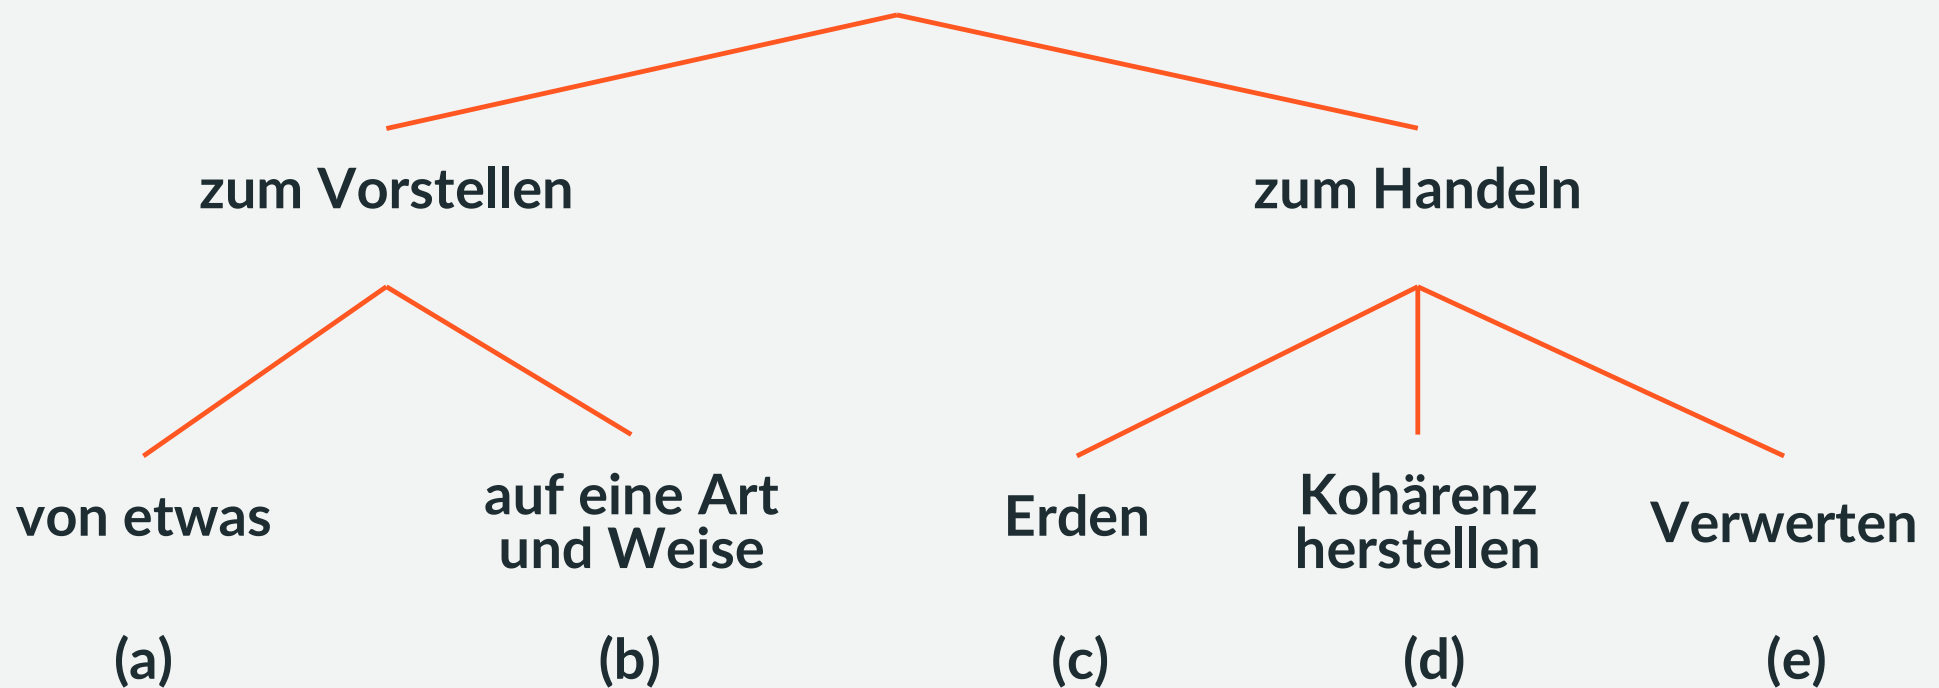 zum Vorstellen
zum Handeln
von etwas
auf eine Art
und Weise
Erden
Kohärenz
herstellen
Verwerten
(a)
(b)
(c)
(d)
(e)